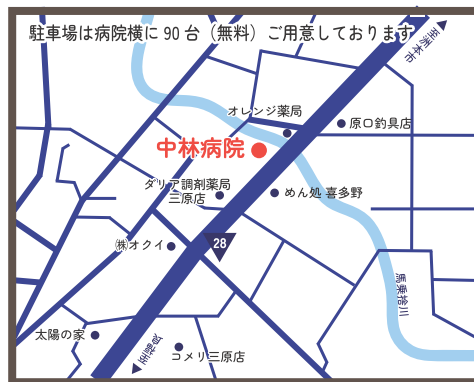 駐車場は病院横に90台（無料）ご用意しております
至洲本市
オレンジ薬局
原口釣具店
中林病院
ダリア調剤薬局
三原店
めん処 喜多野
㈱オクイ
28
馬乗捨川
太陽の家
コメリ三原店